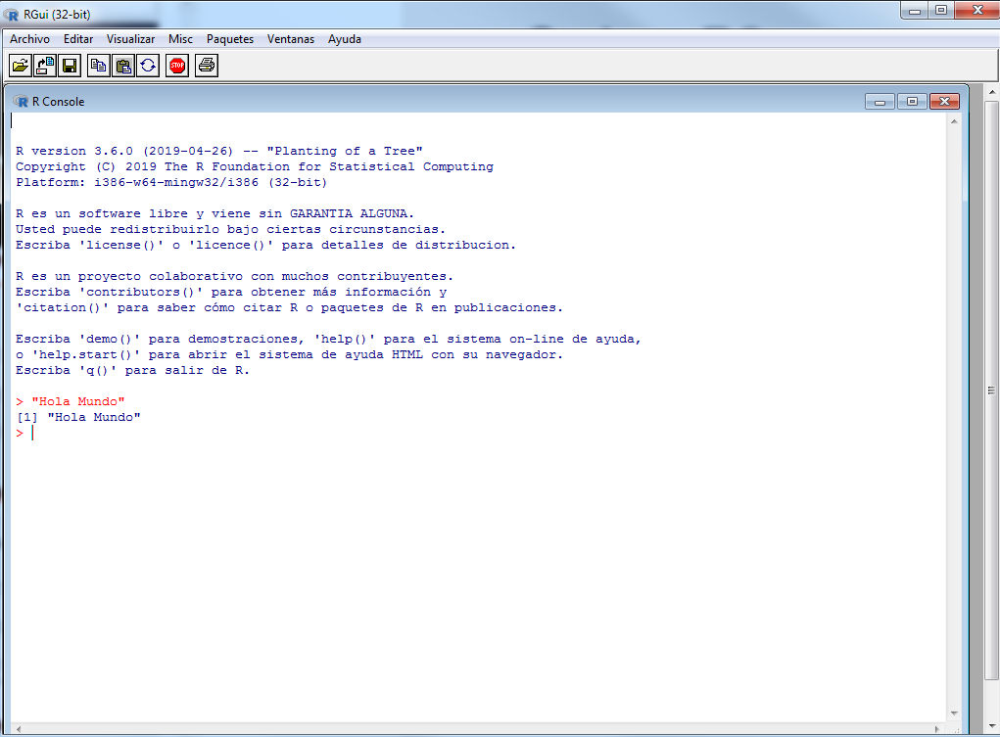 RGui (32-bit)
Archivo Editar Visualizar Misc Paquetes Ventanas Ayuda
STOP
R Console
R version 3.6.0 (2019-04-26) -- "Planting of a Tree"
Copyright (C) 2019 The R Foundation for Statistical Computing
Platform: i386-w64-mingw32/i386 (32-bit)
R es un software libre y viene sin GARANTIA ALGUNA.
Usted puede redistribuirlo bajo ciertas circunstancias.
Escriba 'license()' o 'licence()' para detalles de distribucion.
R es un proyecto colaborativo con muchos contribuyentes.
Escriba 'contributors()' para obtener más información y
'citation()' para saber cómo citar R o paquetes de R en publicaciones.
Escriba 'demo()' para demostraciones, 'help()' para el sistema on-line de ayuda,
o 'help.start()' para abrir el sistema de ayuda HTML con su navegador.
Escriba 'q()' para salir de R.
> "Hola Mundo"
[1] "Hola Mundo"
>